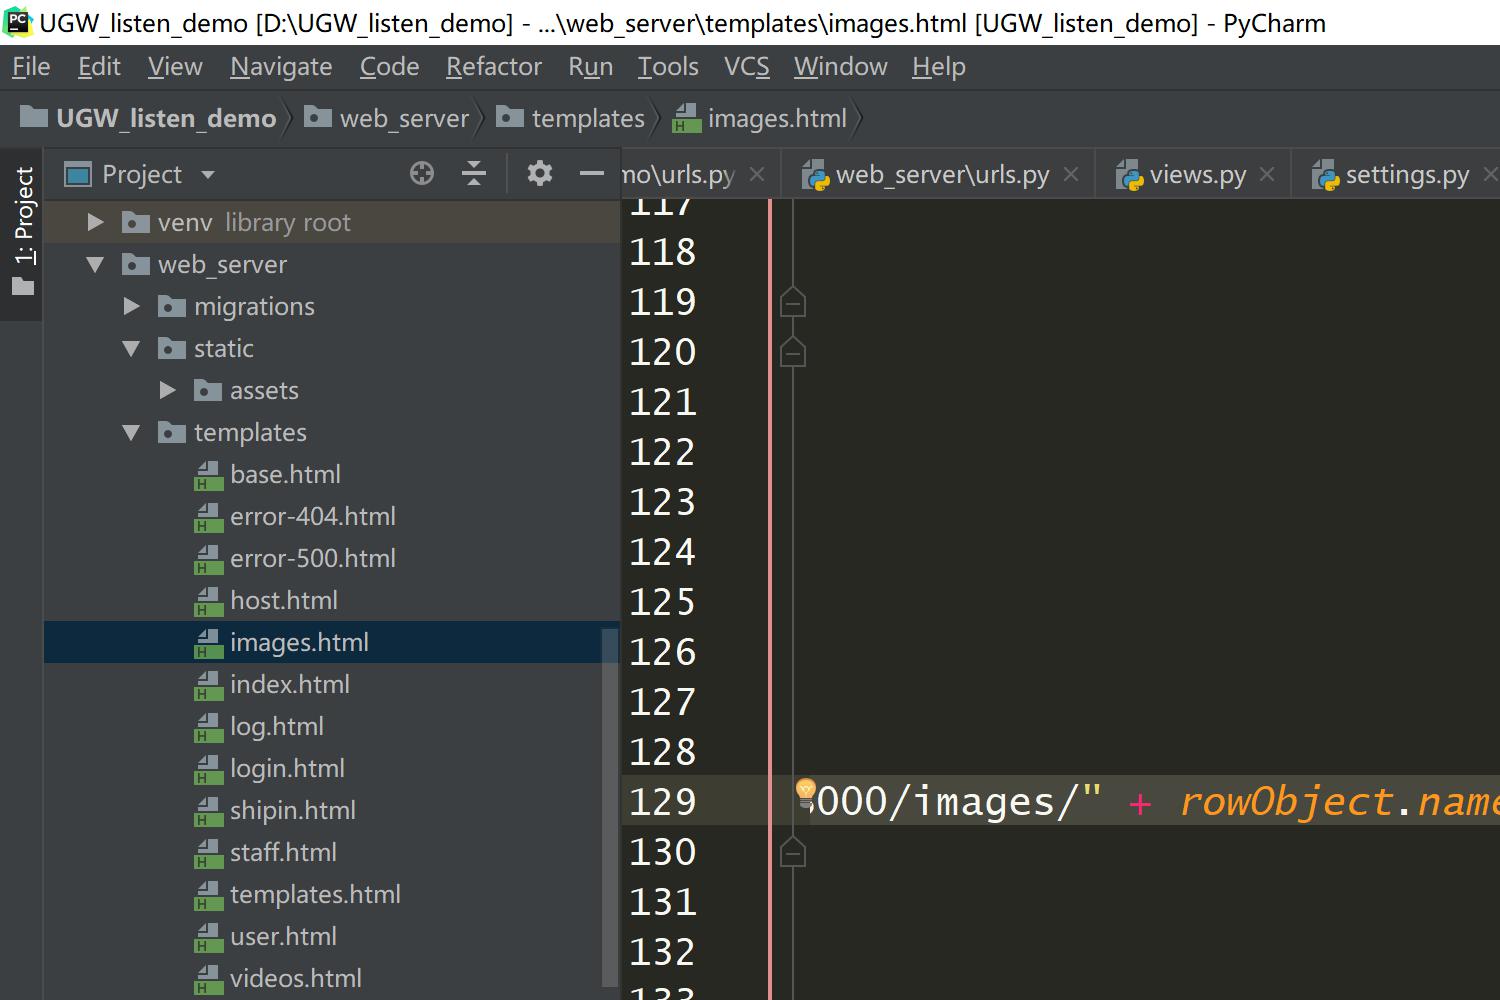 UGW_listen_demo [D:\UGW_listen_demo] - ...\web_server\templates\images.html [UGW_listen_demo] - PyCharm
File Edit View Navigate Code Refactor Run Tools VCS Window Help
UGW_listen_demo web_server templates images.html
1: Project
Project
mo\urls.py web_server\urls.py views.py settings.py
venv library root
web_server
migrations
static
assets
templates
base.html
error-404.html
error-500.html
host.html
images.html
index.html
log.html
login.html
shipin.html
staff.html
templates.html
user.html
videos.html
117
118
119
120
121
122
123
124
125
126
127
128
129 000/images/" + rowObject.name
130
131
132
133